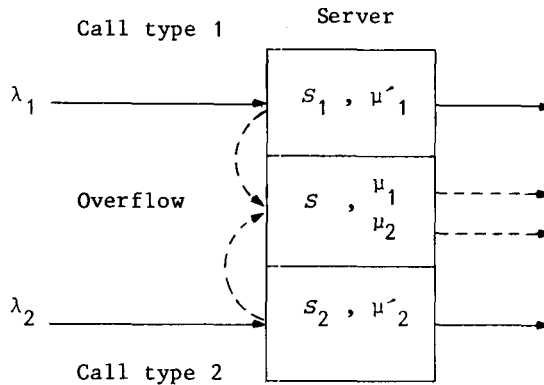 Call type 1
Server
λ1
S1 , μ´1
Overflow
S , μ1
μ2
λ2
S2 , μ´2
Call type 2